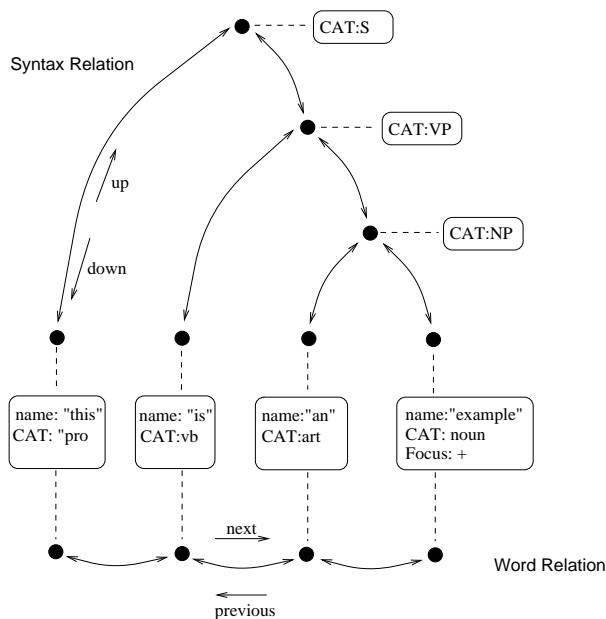 CAT:S
Syntax Relation
CAT:VP
up
CAT:NP
down
name: "this"
CAT: "pro
name: "is"
CAT:vb
name:"an"
CAT:art
name:"example"
CAT: noun
Focus: +
next
Word Relation
previous